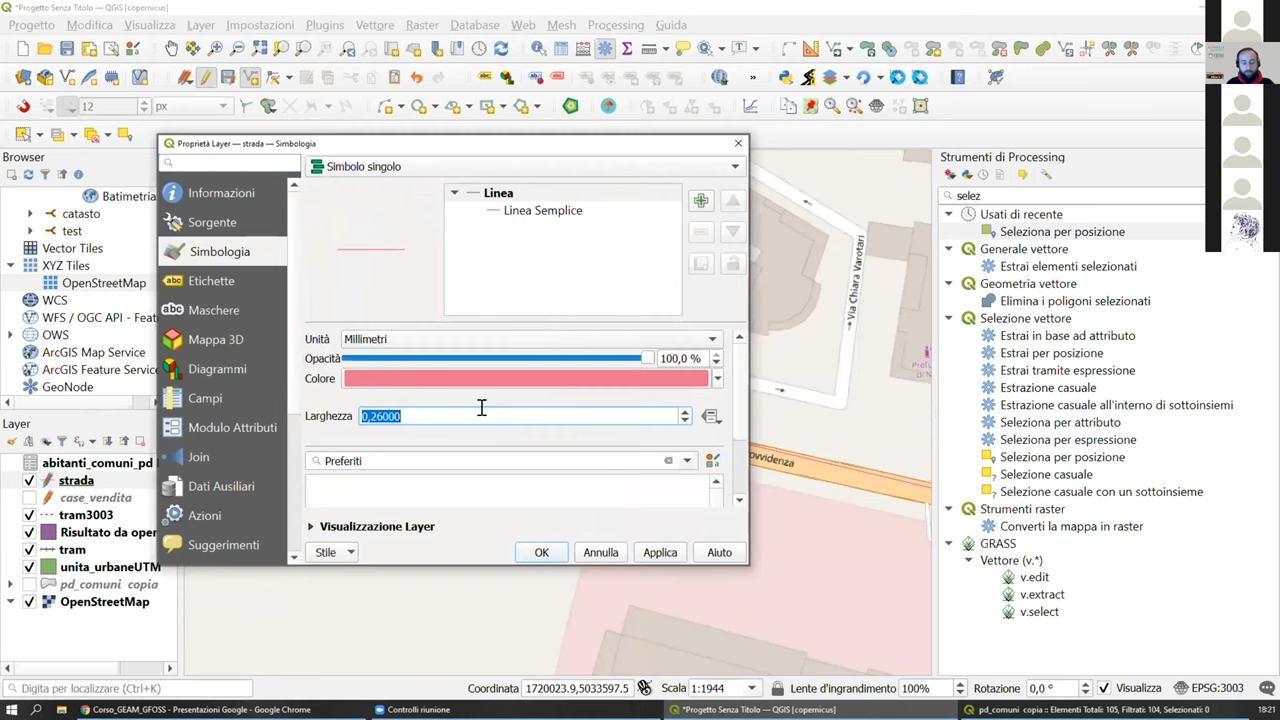 *Progetto Senza Titolo — QGIS [copernicus]
Progetto Modifica Visualizza Layer Impostazioni Plugins Vettore Raster Database Web Mesh Processing Guida
12 px
Browser
Batimetria
catasto
test
Vector Tiles
XYZ Tiles
OpenStreetMap
WCS
WFS / OGC API - Feat
OWS
ArcGIS Map Service
ArcGIS Feature Servic
GeoNode
Layer
abitanti_comuni_pd
strada
case_vendita
tram3003
Risultato da oper
tram
unita_urbaneUTM
pd_comuni copia
OpenStreetMap
Proprietà Layer — strada — Simbologia
Informazioni
Sorgente
Simbologia
Etichette
Maschere
Mappa 3D
Diagrammi
Campi
Modulo Attributi
Join
Dati Ausiliari
Azioni
Suggerimenti
Simbolo singolo
Linea
Linea Semplice
Unità Millimetri
Opacità 100,0 %
Colore
Larghezza 0,26000
Preferiti
Visualizzazione Layer
Stile OK Annulla Applica Aiuto
Via Chiara Varotari
ovvidenza
Strumenti di Processing
selez
Usati di recente
Seleziona per posizione
Generale vettore
Estrai elementi selezionati
Geometria vettore
Elimina i poligoni selezionati
Selezione vettore
Estrai in base ad attributo
Estrai per posizione
Estrai tramite espressione
Estrazione casuale
Estrazione casuale all'interno di sottoinsiemi
Seleziona per attributo
Seleziona per espressione
Seleziona per posizione
Selezione casuale
Selezione casuale con un sottoinsieme
Strumenti raster
Converti la mappa in raster
GRASS
Vettore (v.*)
v.edit
v.extract
v.select
Digita per localizzare (Ctrl+K) Coordinata 1720023.9,5033597.5 Scala 1:1944 Lente d'ingrandimento 100% Rotazione 0,0 ° Visualizza EPSG:3003
Corso_GEAM_GFOSS - Presentazioni Google - Google Chrome Controlli riunione *Progetto Senza Titolo — QGIS [copernicus] pd_comuni copia :: Elementi Totali: 105, Filtrati: 104, Selezionati: 0 18:21